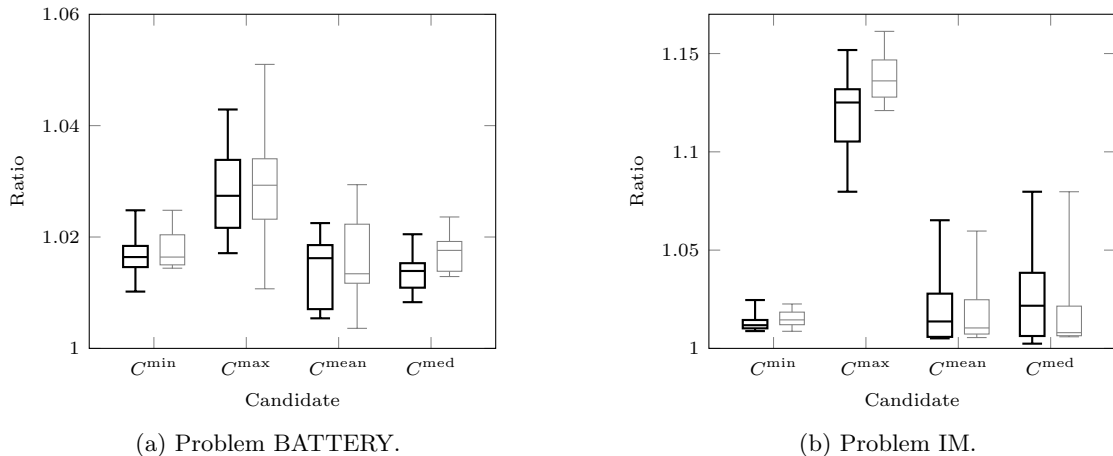 1.06
1.04
1.02
1
Ratio
C^min C^max C^mean C^med
Candidate
(a) Problem BATTERY.
1.15
1.1
1.05
1
Ratio
C^min C^max C^mean C^med
Candidate
(b) Problem IM.